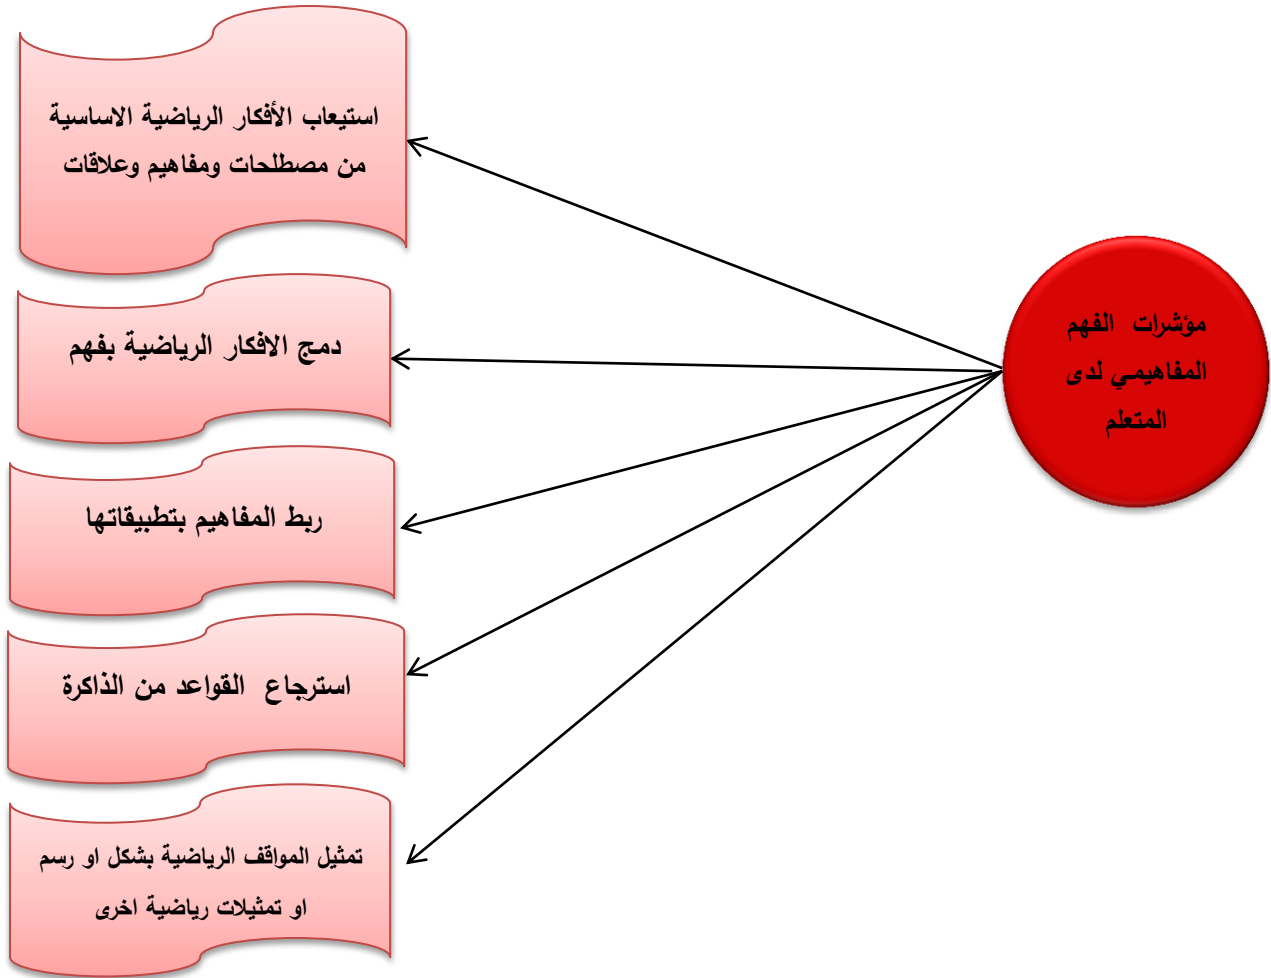 مؤشرات الفهم
المفاهيمي لدى
المتعلم
استيعاب الأفكار الرياضية الاساسية
من مصطلحات ومفاهيم وعلاقات
دمج الافكار الرياضية بفهم
ربط المفاهيم بتطبيقاتها
استرجاع القواعد من الذاكرة
تمثيل المواقف الرياضية بشكل او رسم
او تمثيلات رياضية اخرى